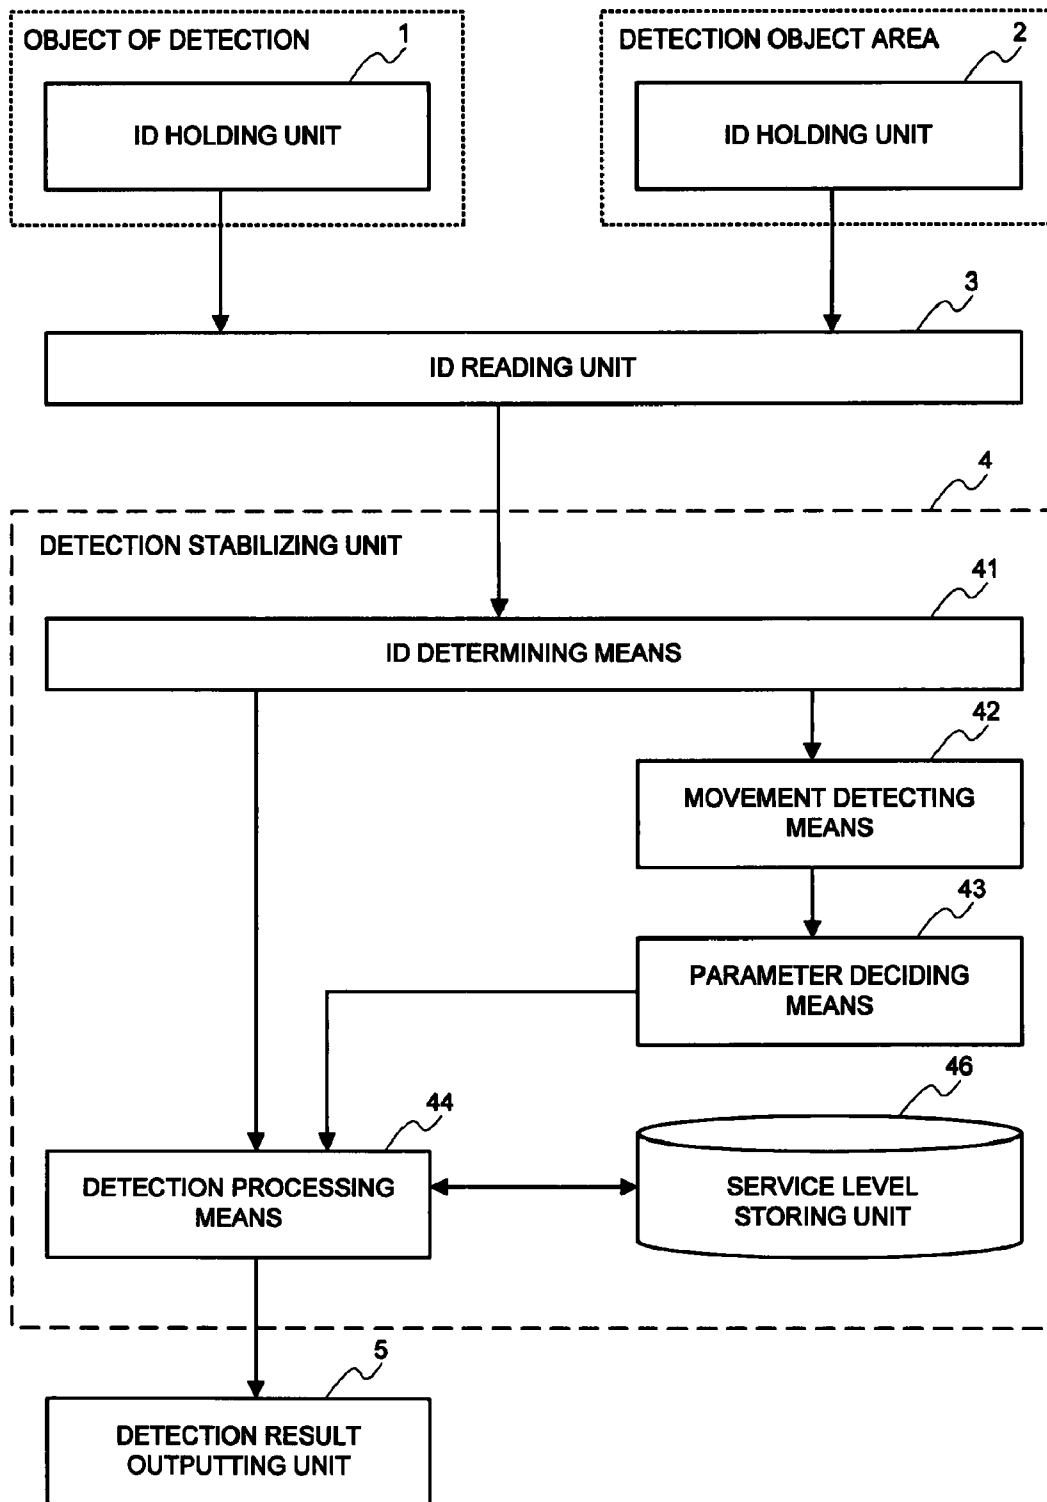 OBJECT OF DETECTION
1
ID HOLDING UNIT
DETECTION OBJECT AREA
2
ID HOLDING UNIT
3
ID READING UNIT
4
DETECTION STABILIZING UNIT
41
ID DETERMINING MEANS
42
MOVEMENT DETECTING
MEANS
43
PARAMETER DECIDING
MEANS
44
DETECTION PROCESSING
MEANS
46
SERVICE LEVEL
STORING UNIT
5
DETECTION RESULT
OUTPUTTING UNIT